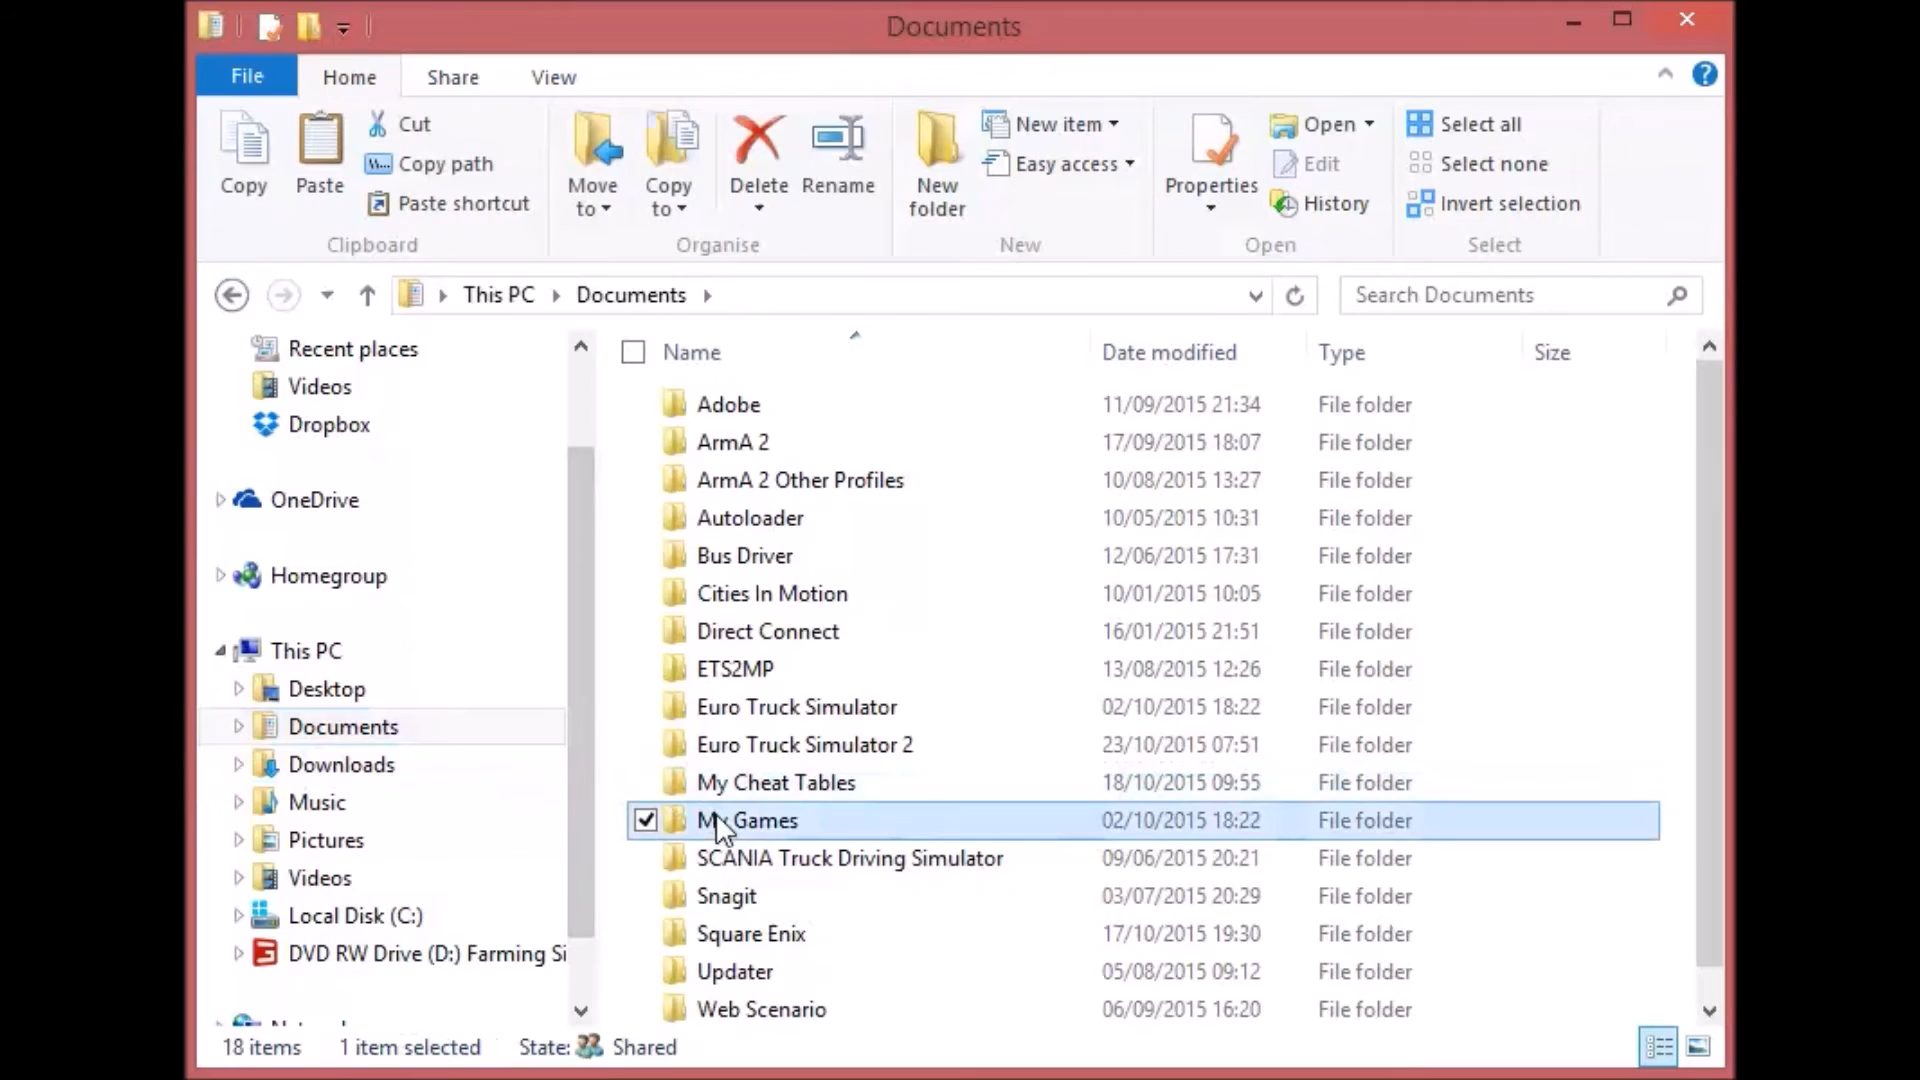 Documents
File Home Share View
Copy
Paste
Cut
Copy path
Paste shortcut
Clipboard
Move to
Copy to
Delete
Rename
Organise
New folder
New item
Easy access
New
Properties
Open
Edit
History
Open
Select all
Select none
Invert selection
Select
This PC Documents
Search Documents
Recent places
Videos
Dropbox
OneDrive
Homegroup
This PC
Desktop
Documents
Downloads
Music
Pictures
Videos
Local Disk (C:)
DVD RW Drive (D:) Farming Si
Name Date modified Type Size
Adobe 11/09/2015 21:34 File folder
ArmA 2 17/09/2015 18:07 File folder
ArmA 2 Other Profiles 10/08/2015 13:27 File folder
Autoloader 10/05/2015 10:31 File folder
Bus Driver 12/06/2015 17:31 File folder
Cities In Motion 10/01/2015 10:05 File folder
Direct Connect 16/01/2015 21:51 File folder
ETS2MP 13/08/2015 12:26 File folder
Euro Truck Simulator 02/10/2015 18:22 File folder
Euro Truck Simulator 2 23/10/2015 07:51 File folder
My Cheat Tables 18/10/2015 09:55 File folder
My Games 02/10/2015 18:22 File folder
SCANIA Truck Driving Simulator 09/06/2015 20:21 File folder
Snagit 03/07/2015 20:29 File folder
Square Enix 17/10/2015 19:30 File folder
Updater 05/08/2015 09:12 File folder
Web Scenario 06/09/2015 16:20 File folder
18 items 1 item selected State: Shared